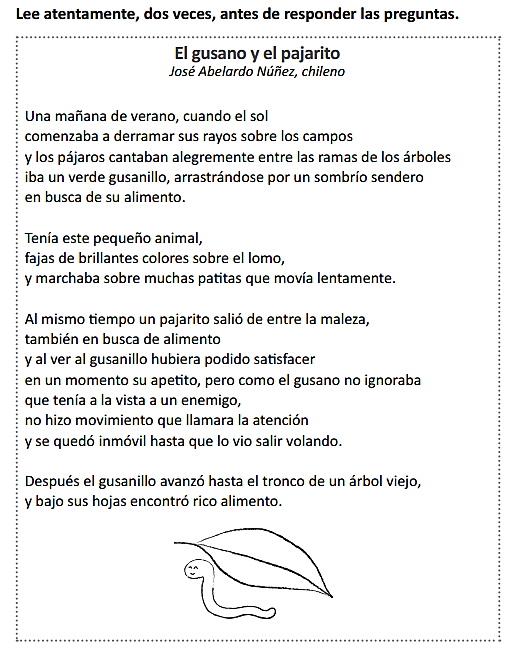 Lee atentamente, dos veces, antes de responder las preguntas.
El gusano y el pajarito
José Abelardo Núñez, chileno
Una mañana de verano, cuando el sol
comenzaba a derramar sus rayos sobre los campos
y los pájaros cantaban alegremente entre las ramas de los árboles
iba un verde gusanillo, arrastrándose por un sombrío sendero
en busca de su alimento.
Tenía este pequeño animal,
fajas de brillantes colores sobre el lomo,
y marchaba sobre muchas patitas que movía lentamente.
Al mismo tiempo un pajarito salió de entre la maleza,
también en busca de alimento
y al ver al gusanillo hubiera podido satisfacer
en un momento su apetito, pero como el gusano no ignoraba
que tenía a la vista a un enemigo,
no hizo movimiento que llamara la atención
y se quedó inmóvil hasta que lo vio salir volando.
Después el gusanillo avanzó hasta el tronco de un árbol viejo,
y bajo sus hojas encontró rico alimento.